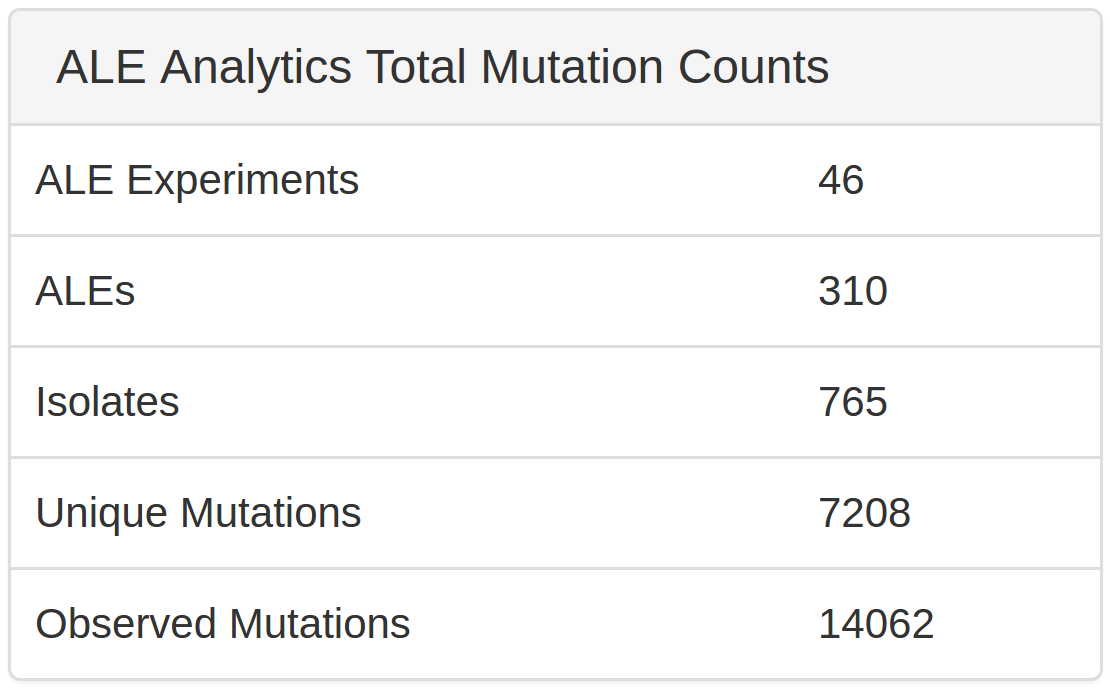 ALE Analytics Total Mutation Counts
ALE Experiments 46
ALEs 310
Isolates 765
Unique Mutations 7208
Observed Mutations 14062